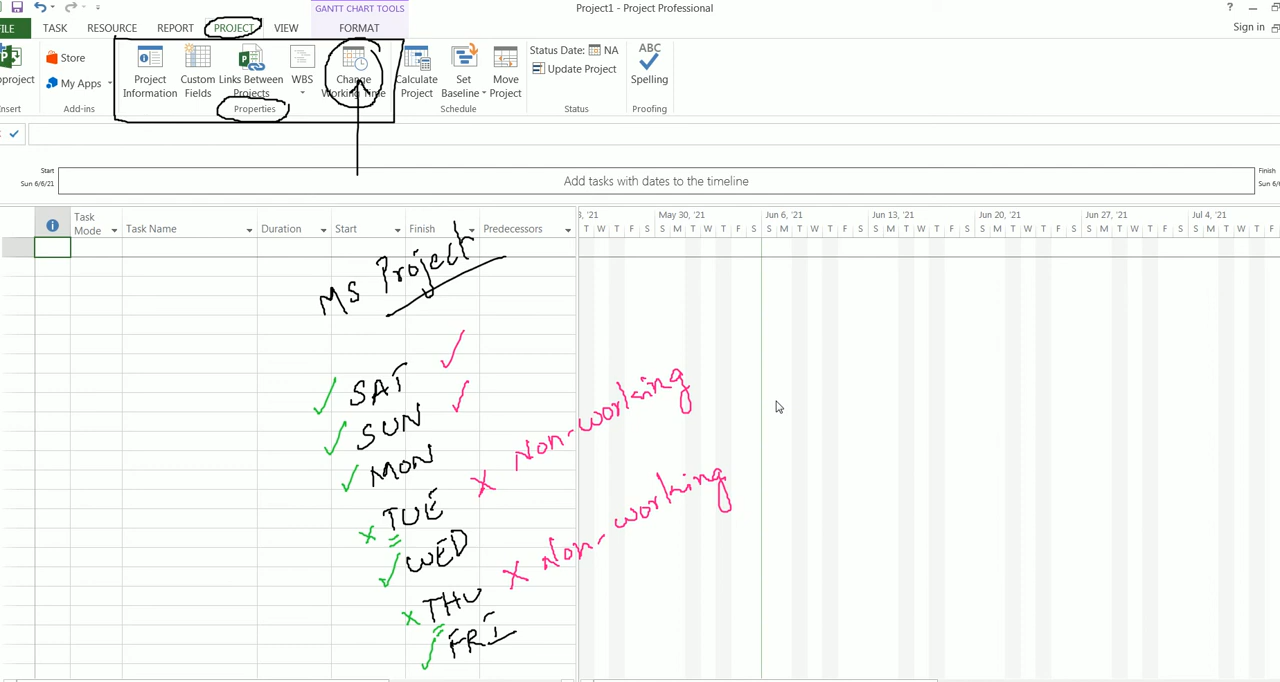 Project1 - Project Professional
GANTT CHART TOOLS
Sign in
FILE TASK RESOURCE REPORT PROJECT VIEW FORMAT
Store
My Apps
Add-ins
Project Information
Custom Fields
Links Between Projects
WBS
Change Working Time
Properties
Calculate Project
Set Baseline
Move Project
Schedule
Status Date: NA
Update Project
Status
ABC
Spelling
Proofing
Start
Sun 6/6/21
Add tasks with dates to the timeline
Finish
Task Mode Task Name Duration Start Finish Predecessors
3, '21 May 30, '21 Jun 6, '21 Jun 13, '21 Jun 20, '21 Jun 27, '21 Jul 4, '21
T W T F S S M T W T F S S M T W T F S S M T W T F S S M T W T F S S M T W T F S S M T W T F
MS Project
SAT
SUN
MON
Non-working
TUE
WED
Non-working
THU
FRI